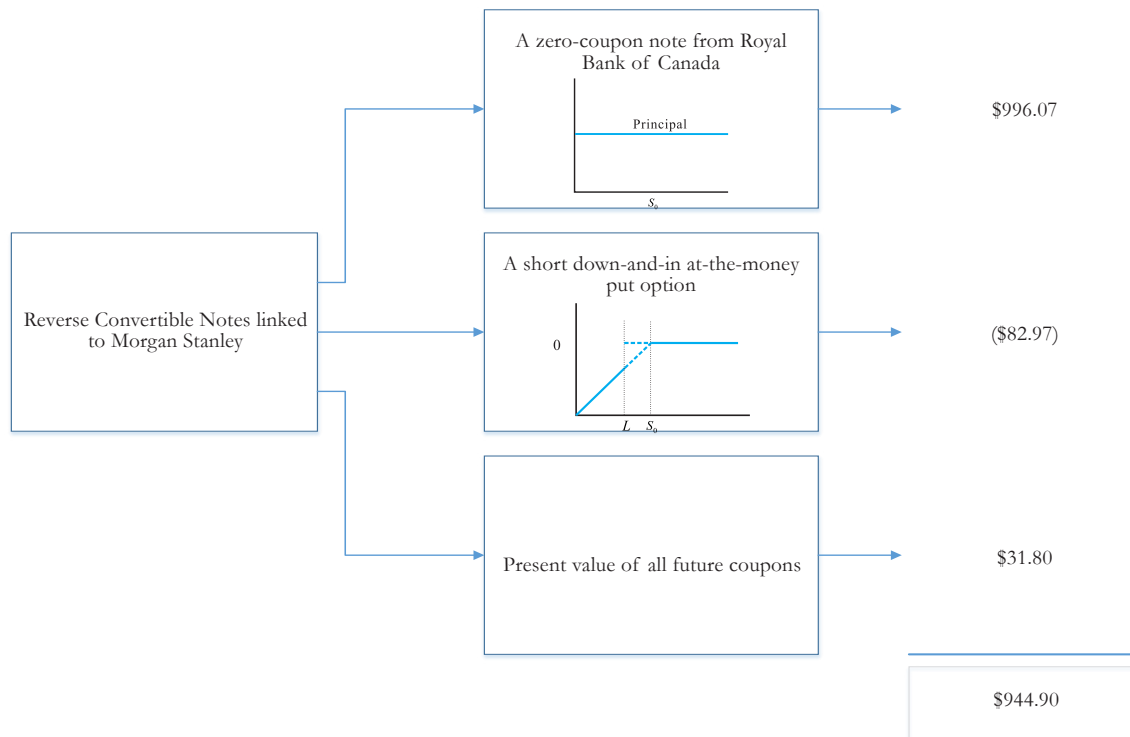 A zero-coupon note from Royal
Bank of Canada
Principal
S₀
$996.07
Reverse Convertible Notes linked
to Morgan Stanley
A short down-and-in at-the-money
put option
0
L S₀
($82.97)
Present value of all future coupons
$31.80
$944.90